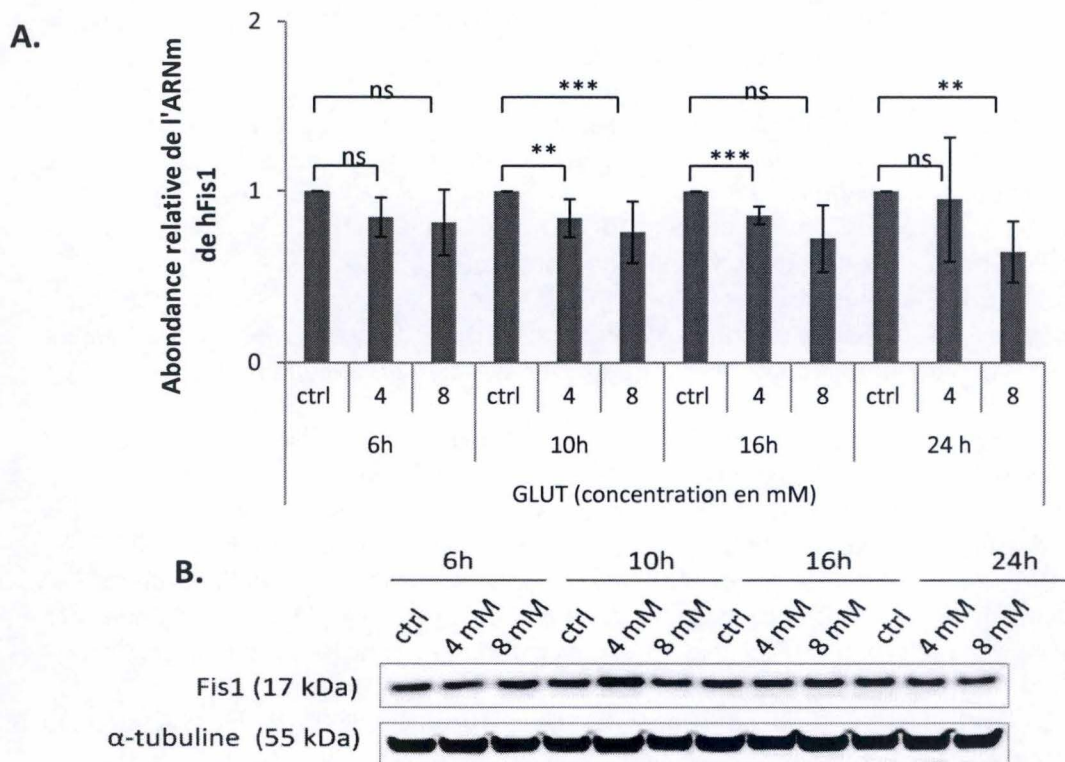 A.
Abondance relative de l'ARNm
de hFis1
2
1
0
ns
***
ns
**
ns
**
***
ns
ctrl 4 8 ctrl 4 8 ctrl 4 8 ctrl 4 8
6h 10h 16h 24 h
GLUT (concentration en mM)
B.
6h 10h 16h 24h
ctrl 4 mM 8 mM ctrl 4 mM 8 mM ctrl 4 mM 8 mM ctrl 4 mM 8 mM
Fis1 (17 kDa)
α-tubuline (55 kDa)